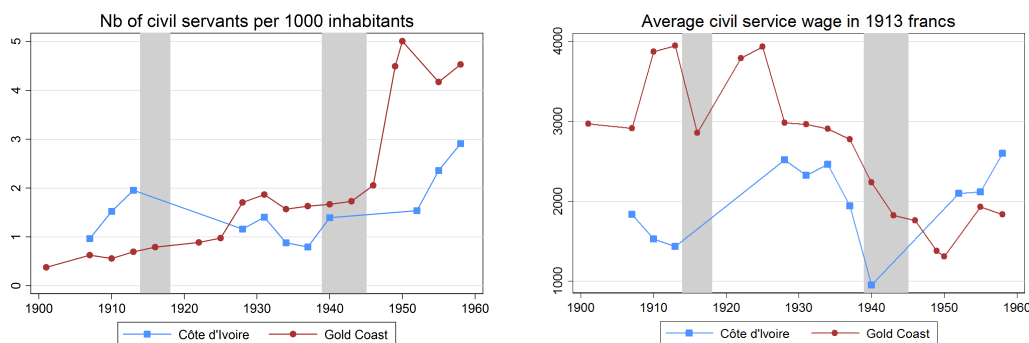 Nb of civil servants per 1000 inhabitants
5
4
3
2
1
0
1900 1910 1920 1930 1940 1950 1960
Côte d'Ivoire Gold Coast
Average civil service wage in 1913 francs
4000
3000
2000
1000
1900 1910 1920 1930 1940 1950 1960
Côte d'Ivoire Gold Coast